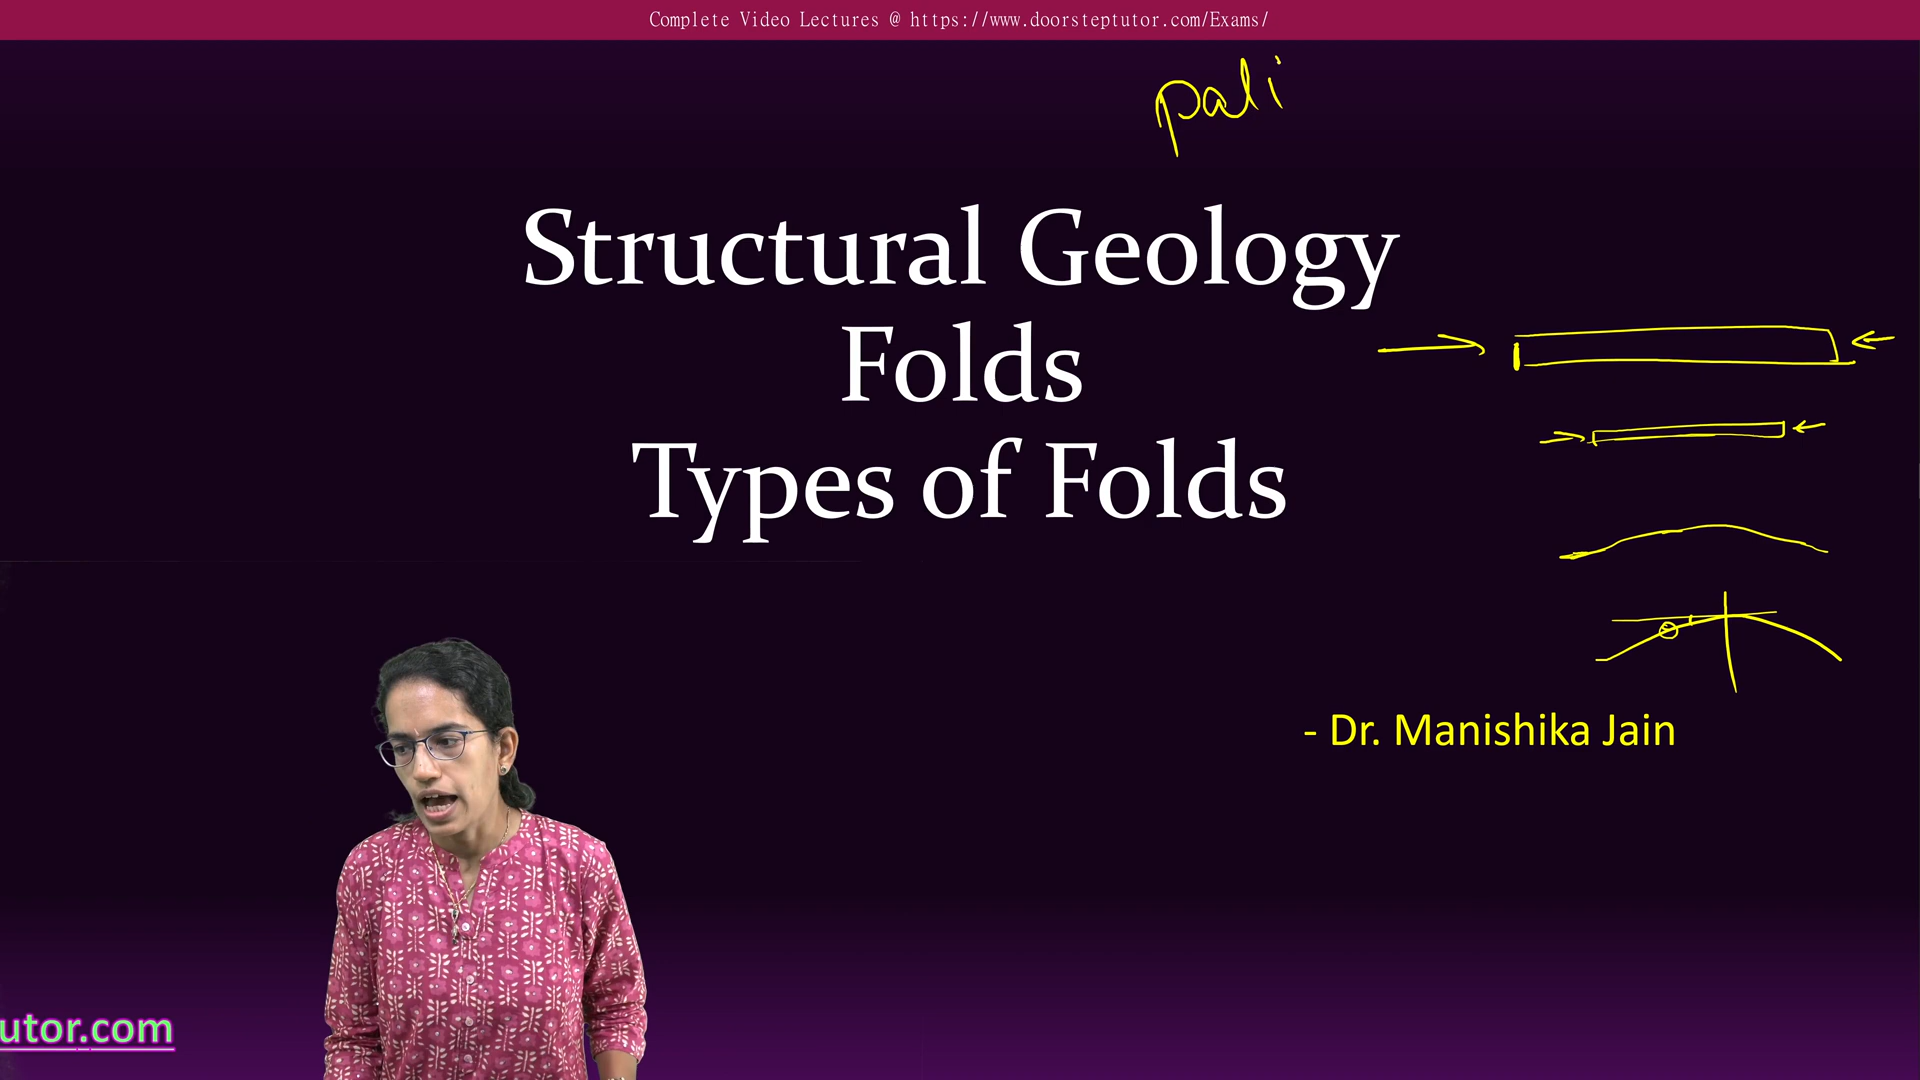 Complete Video Lectures @ https://www.doorsteptutor.com/Exams/
pali
Structural Geology
Folds
Types of Folds
- Dr. Manishika Jain
utor.com